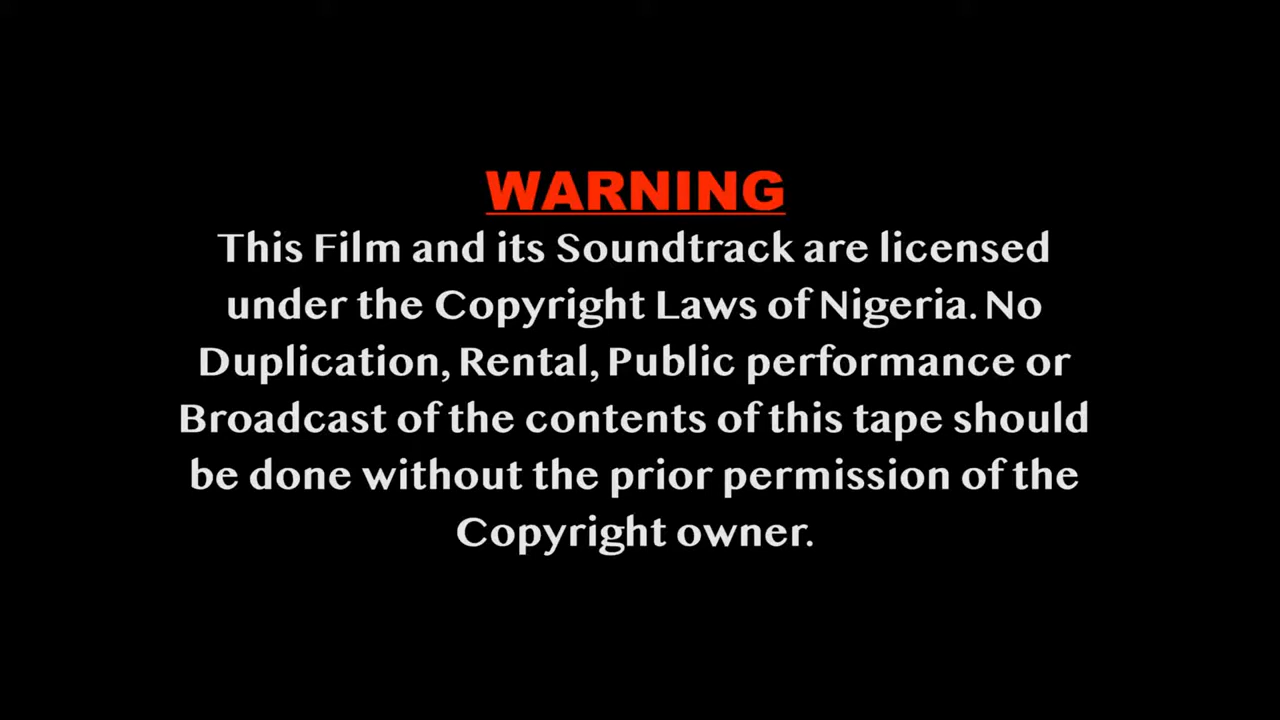 WARNING
This Film and its Soundtrack are licensed
under the Copyright Laws of Nigeria. No
Duplication, Rental, Public performance or
Broadcast of the contents of this tape should
be done without the prior permission of the
Copyright owner.